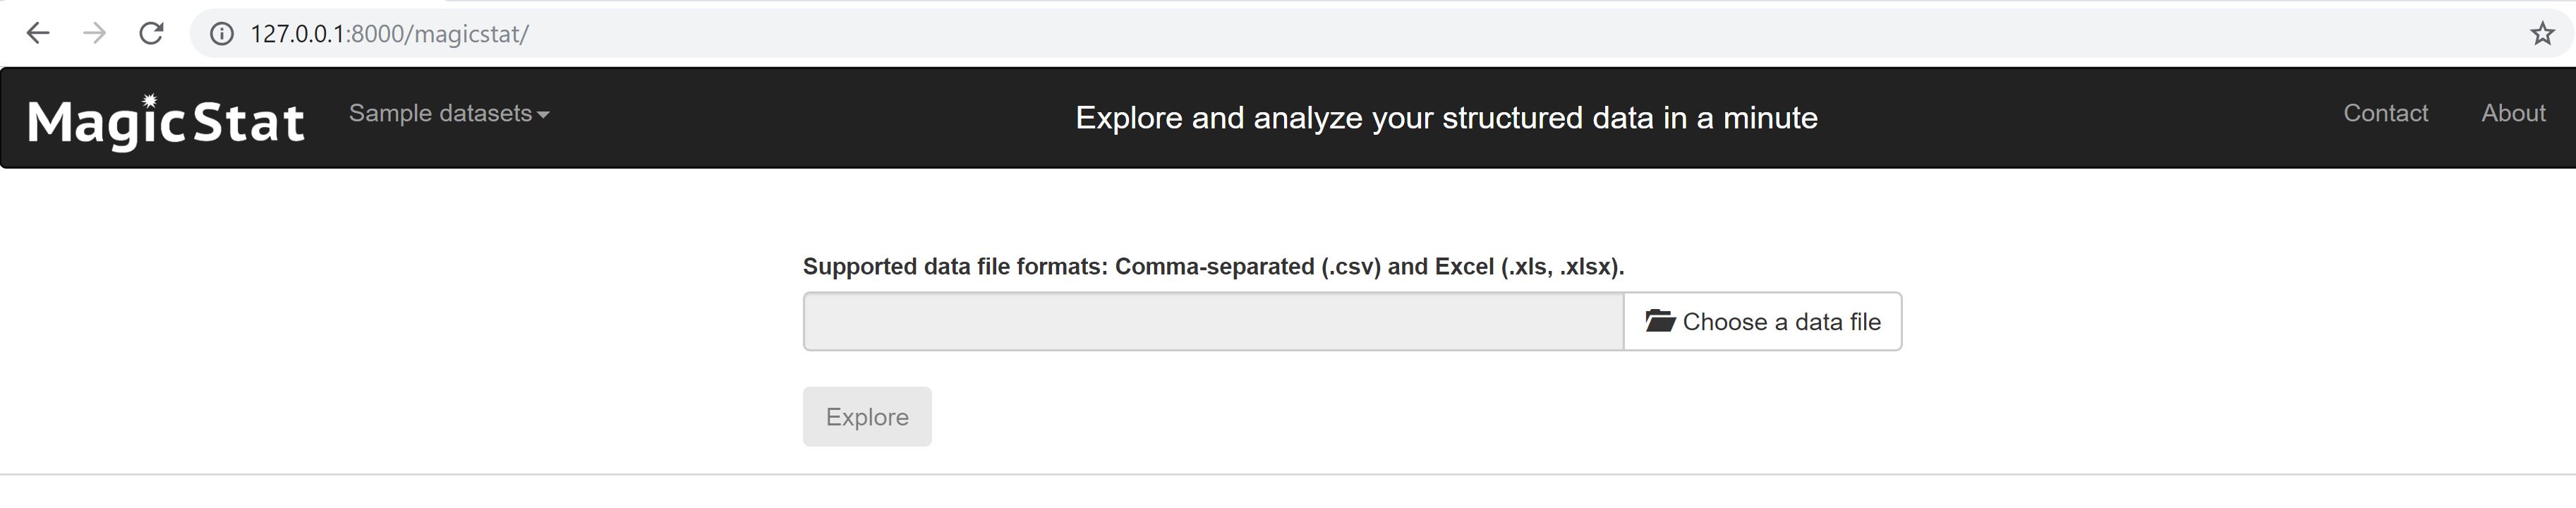 127.0.0.1:8000/magicstat/
MagicStat Sample datasets Explore and analyze your structured data in a minute Contact About
Supported data file formats: Comma-separated (.csv) and Excel (.xls, .xlsx).
Choose a data file
Explore